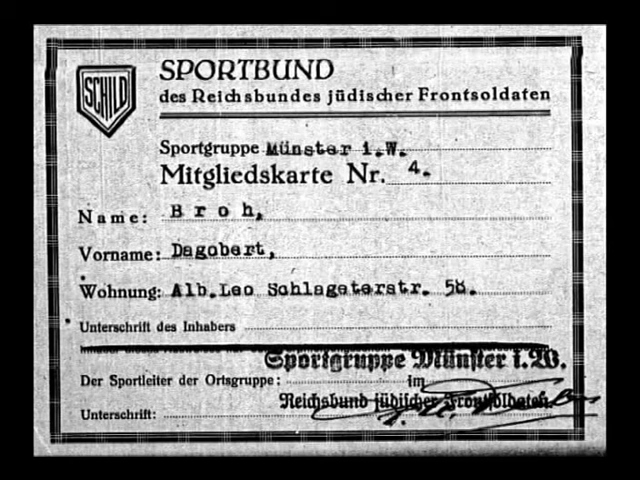 SCHILD
SPORTBUND
des Reichsbundes jüdischer Frontsoldaten
Sportgruppe Münster i.W.
Mitgliedskarte Nr. 4.
Name: Broh,
Vorname: Dagobert,
Wohnung: Alb.Leo Schlageterstr. 58.
Unterschrift des Inhabers
Sportgruppe Münster i.W.
Der Sportleiter der Ortsgruppe: im
Reichsbund jüdischer Frontsoldaten
Unterschrift: